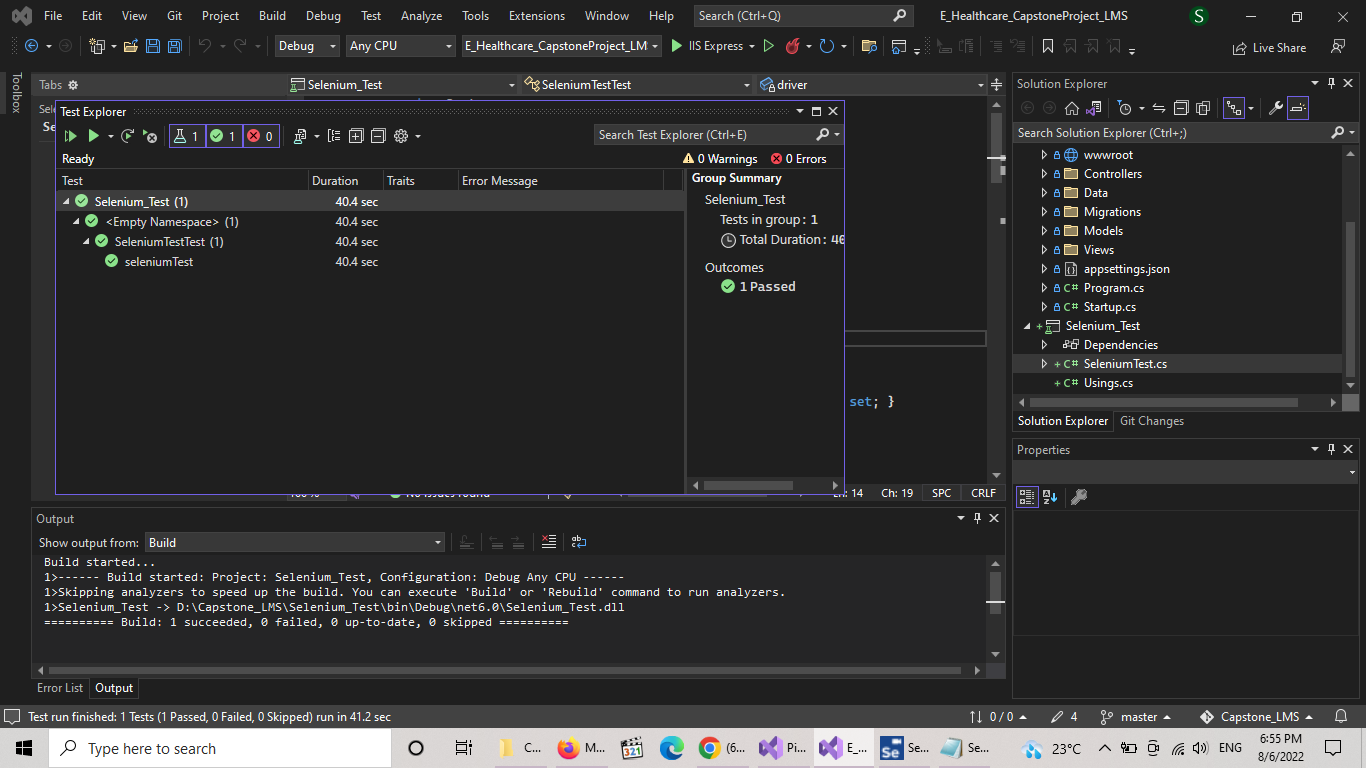 File Edit View Git Project Build Debug Test Analyze Tools Extensions Window Help Search (Ctrl+Q) E_Healthcare_CapstoneProject_LMS S
Debug Any CPU E_Healthcare_CapstoneProject_LM IIS Express Live Share
Toolbox
Tabs Selenium_Test SeleniumTestTest driver
Test Explorer
1 1 0 Search Test Explorer (Ctrl+E)
Ready 0 Warnings 0 Errors
Test Duration Traits Error Message
Selenium_Test (1) 40.4 sec
<Empty Namespace> (1) 40.4 sec
SeleniumTestTest (1) 40.4 sec
seleniumTest 40.4 sec
Group Summary
Selenium_Test
Tests in group: 1
Total Duration: 40
Outcomes
1 Passed
set; }
No issues found Ln: 14 Ch: 19 SPC CRLF
Solution Explorer
Search Solution Explorer (Ctrl+;)
wwwroot
Controllers
Data
Migrations
Models
Views
appsettings.json
C# Program.cs
C# Startup.cs
Selenium_Test
Dependencies
C# SeleniumTest.cs
C# Usings.cs
Solution Explorer Git Changes
Properties
Output
Show output from: Build
Build started...
1>------ Build started: Project: Selenium_Test, Configuration: Debug Any CPU ------
1>Skipping analyzers to speed up the build. You can execute 'Build' or 'Rebuild' command to run analyzers.
1>Selenium_Test -> D:\Capstone_LMS\Selenium_Test\bin\Debug\net6.0\Selenium_Test.dll
========== Build: 1 succeeded, 0 failed, 0 up-to-date, 0 skipped ==========
Error List Output
Test run finished: 1 Tests (1 Passed, 0 Failed, 0 Skipped) run in 41.2 sec 0 / 0 4 master Capstone_LMS
Type here to search C... M... 321 (6... Pi... E_... Se Se... Se... 23°C ENG 6:55 PM
8/6/2022